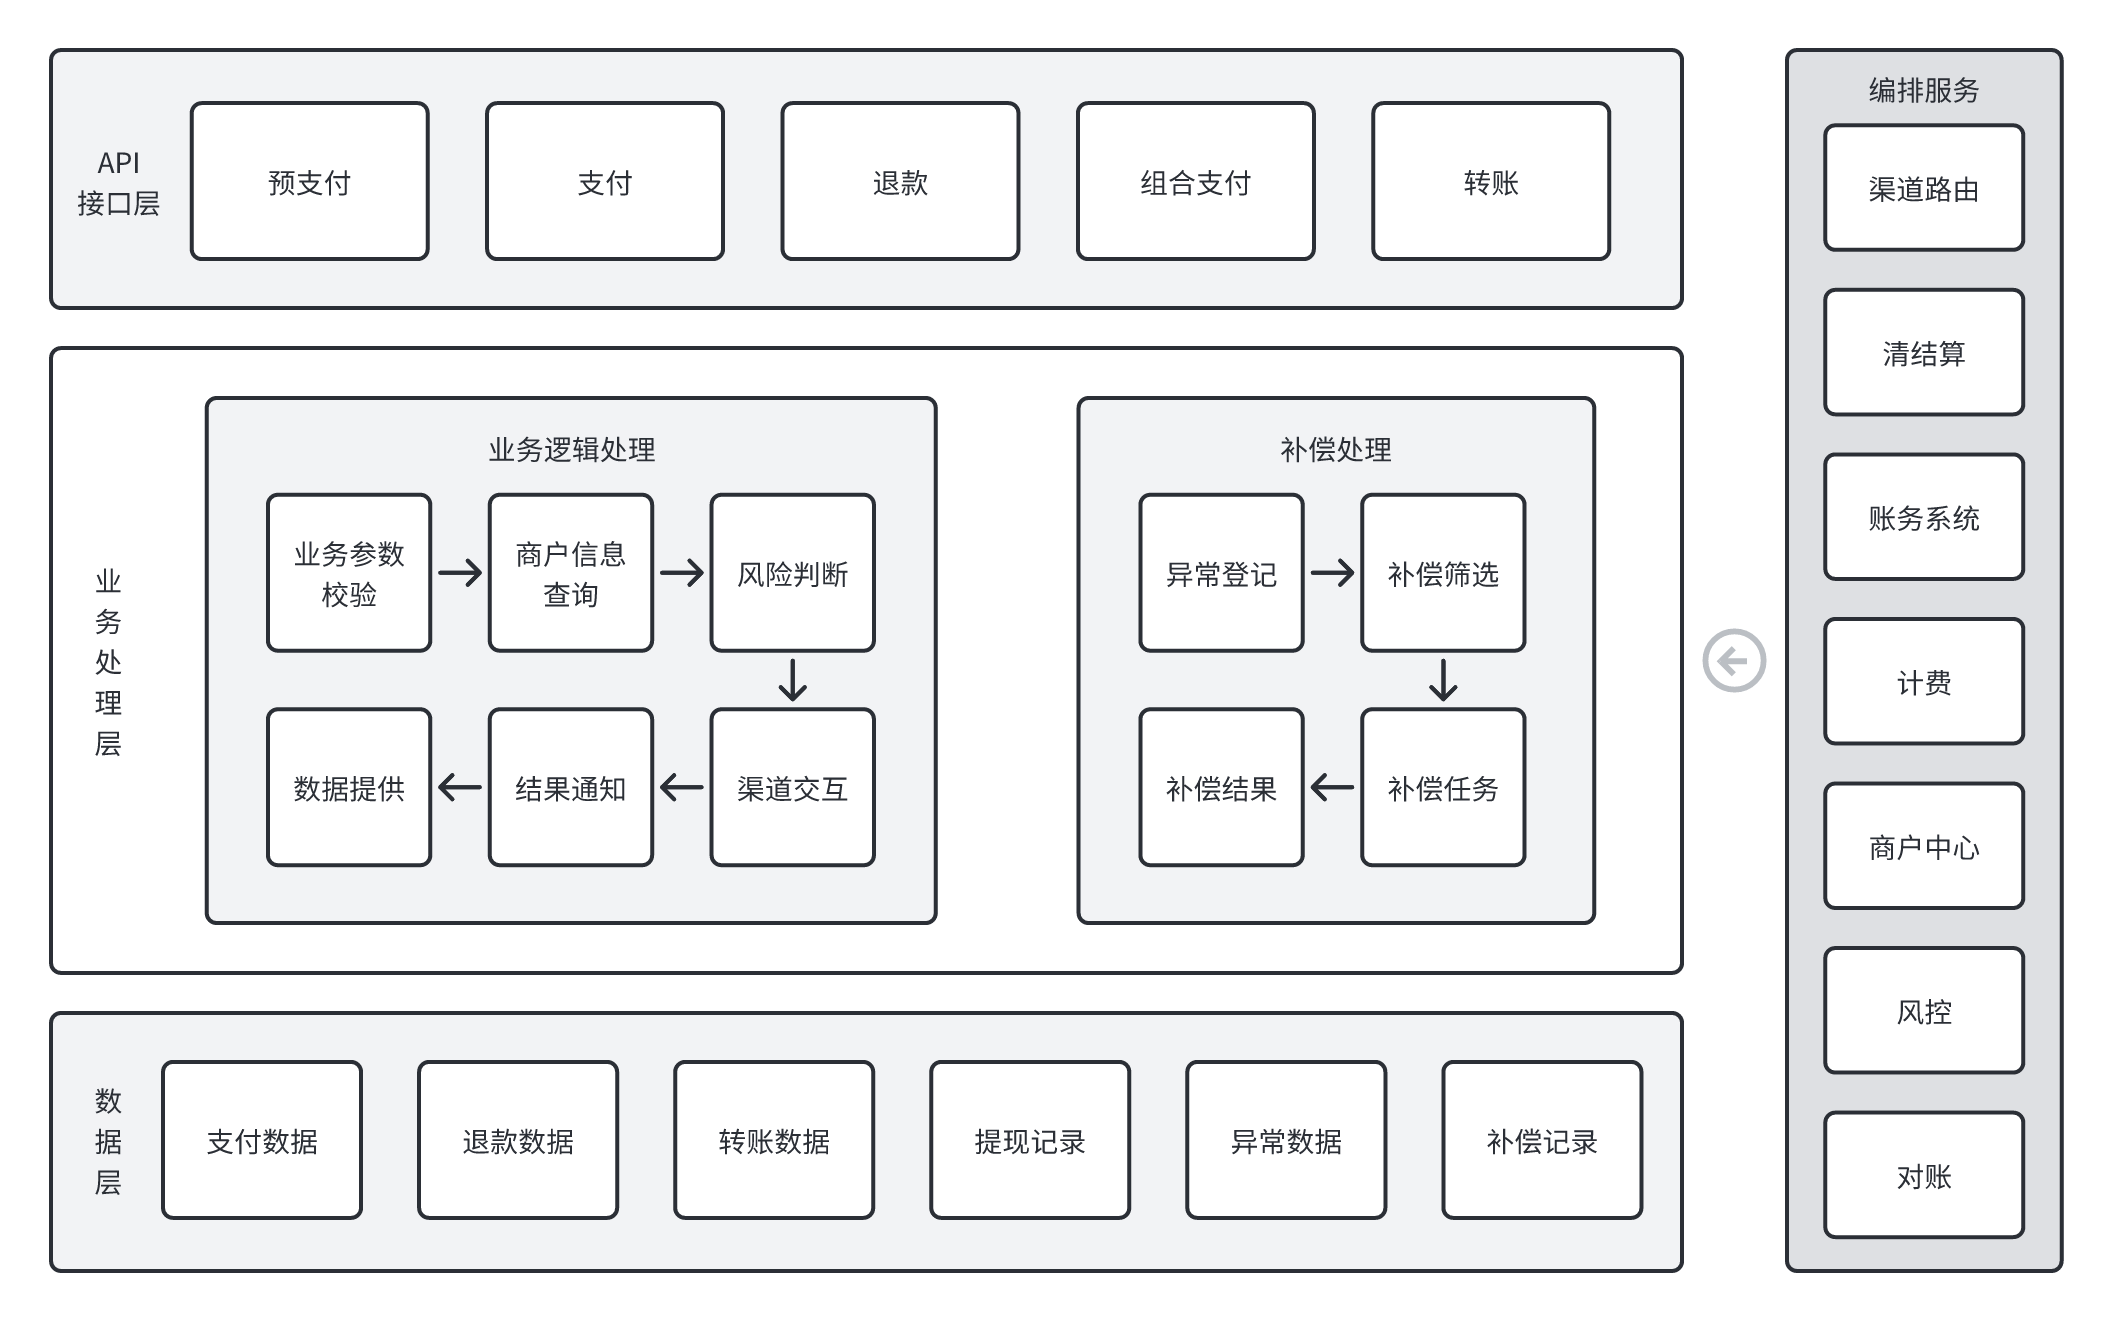 API
接口层
预支付
支付
退款
组合支付
转账
业
务
处
理
层
业务逻辑处理
业务参数
校验
商户信息
查询
风险判断
数据提供
结果通知
渠道交互
补偿处理
异常登记
补偿筛选
补偿结果
补偿任务
数
据
层
支付数据
退款数据
转账数据
提现记录
异常数据
补偿记录
编排服务
渠道路由
清结算
账务系统
计费
商户中心
风控
对账